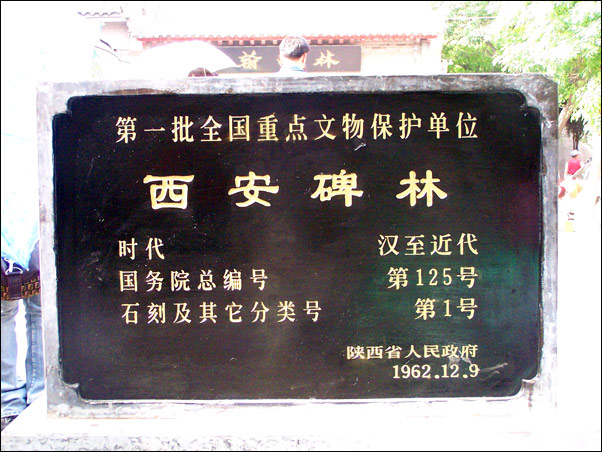 第一批全国重点文物保护单位
西安碑林
时代 汉至近代
国务院总编号 第125号
石刻及其它分类号 第1号
陕西省人民政府
1962.12.9
林